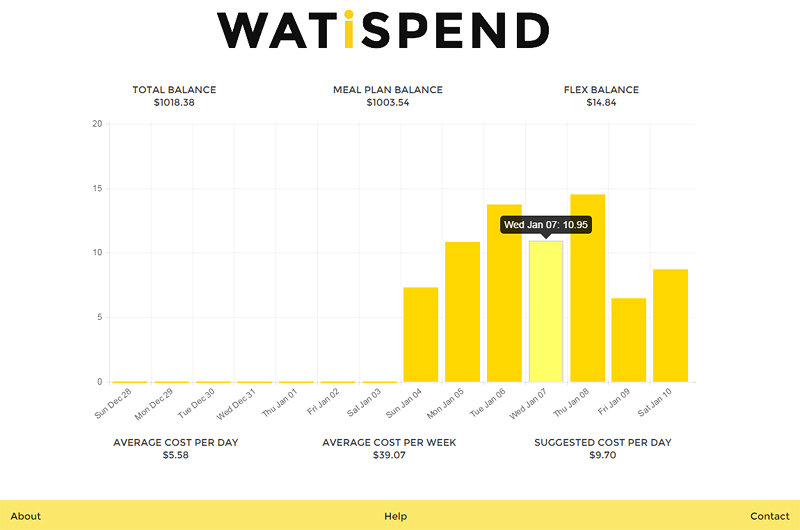 WATiSPEND
TOTAL BALANCE
$1018.38
MEAL PLAN BALANCE
$1003.54
FLEX BALANCE
$14.84
20
15
10
5
0
Wed Jan 07: 10.95
Sun Dec 28
Mon Dec 29
Tue Dec 30
Wed Dec 31
Thu Jan 01
Fri Jan 02
Sat Jan 03
Sun Jan 04
Mon Jan 05
Tue Jan 06
Wed Jan 07
Thu Jan 08
Fri Jan 09
Sat Jan 10
AVERAGE COST PER DAY
$5.58
AVERAGE COST PER WEEK
$39.07
SUGGESTED COST PER DAY
$9.70
About
Help
Contact